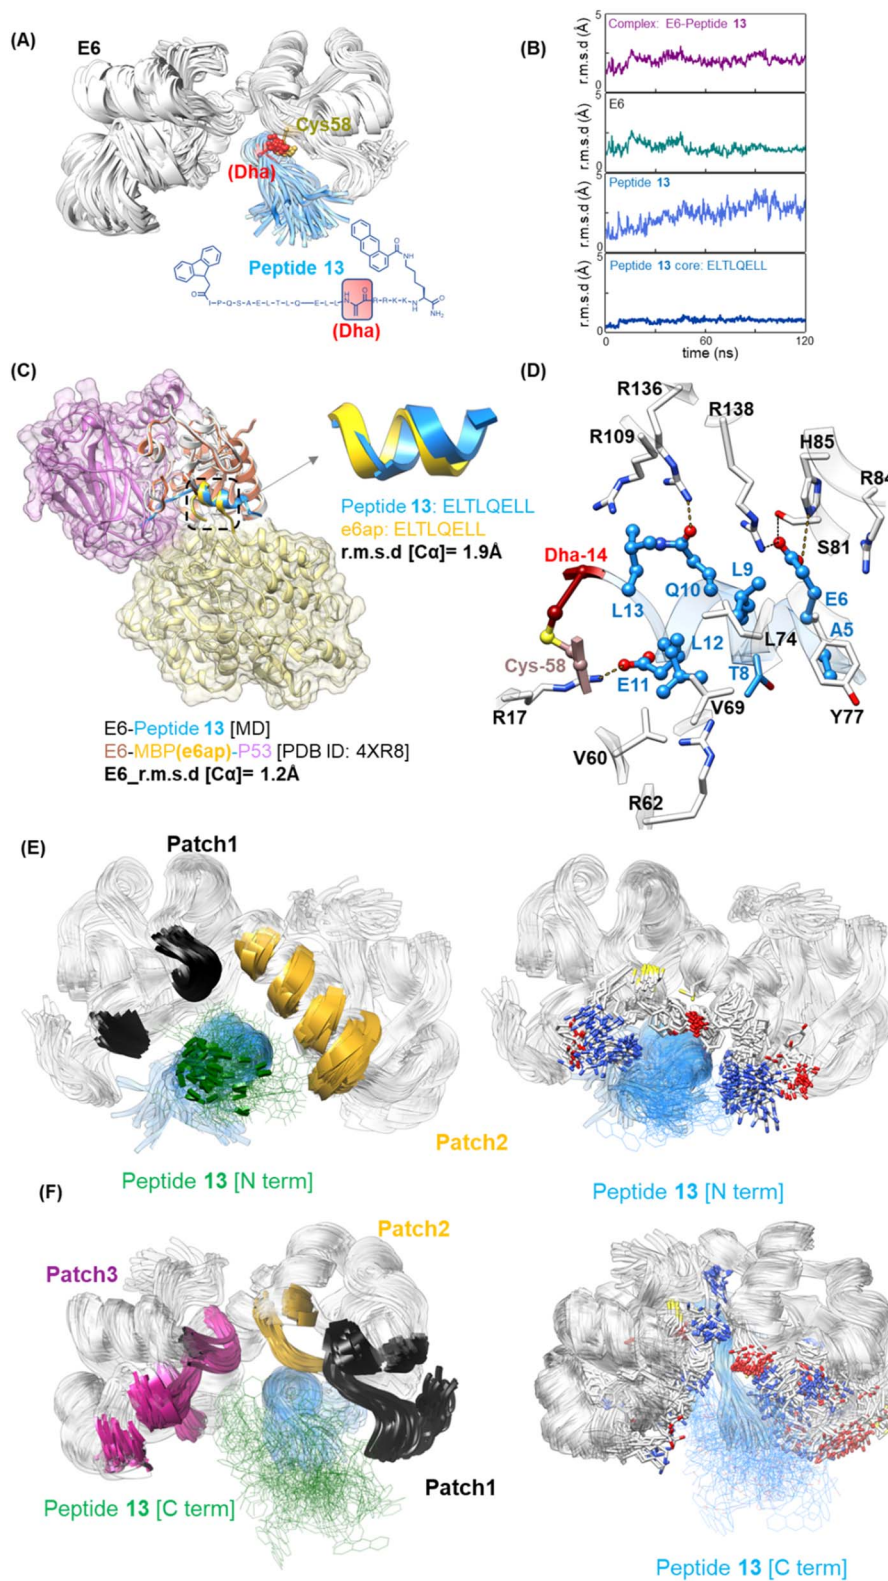 (A)
E6
Cys58
(Dha)
Peptide 13
O
I-P-Q-S-A-E-L-T-L-Q-E-L-L
H
N
O
R-R-K-K
O
NH
H
N
O
NH₂
(Dha)
(B)
Complex: E6-Peptide 13
E6
Peptide 13
Peptide 13 core: ELTLQELL
r.m.s.d (Å)
r.m.s.d (Å)
r.m.s.d (Å)
r.m.s.d (Å)
5
0
5
0
5
0
5
0
0
60
120
time (ns)
(C)
Peptide 13: ELTLQELL
e6ap: ELTLQELL
r.m.s.d [Cα]= 1.9Å
E6-Peptide 13 [MD]
E6-MBP(e6ap)-P53 [PDB ID: 4XR8]
E6_r.m.s.d [Cα]= 1.2Å
(D)
R136
R138
R109
H85
R84
S81
Dha-14
L9
L13
Q10
E6
L12
L74
A5
Cys-58
T8
E11
R17
V69
Y77
V60
R62
(E)
Patch1
Patch2
Peptide 13 [N term]
Peptide 13 [N term]
(F)
Patch2
Patch3
Patch1
Peptide 13 [C term]
Peptide 13 [C term]